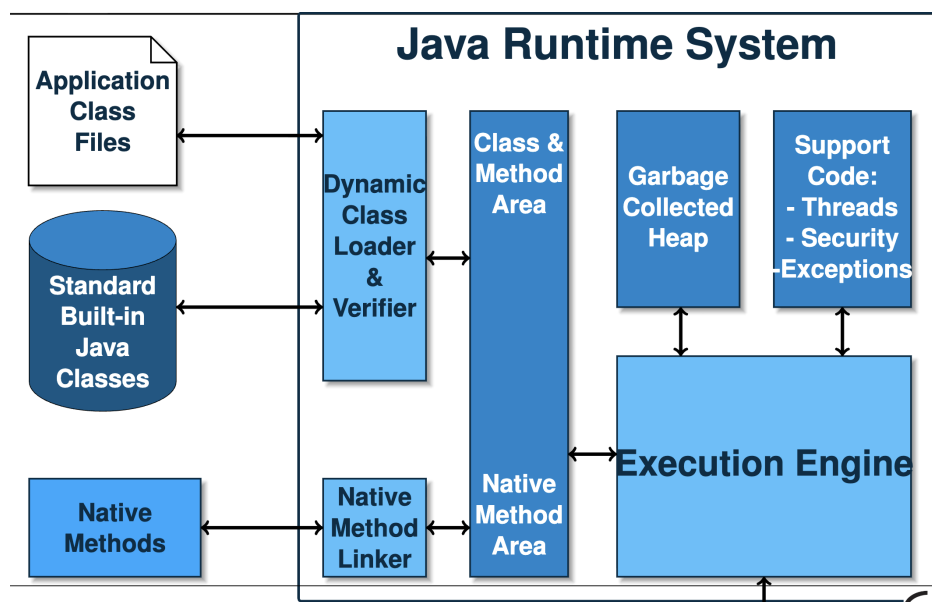 Java Runtime System
Application
Class
Files
Standard
Built-in
Java
Classes
Native
Methods
Dynamic
Class
Loader
&
Verifier
Native
Method
Linker
Class &
Method
Area
Native
Method
Area
Garbage
Collected
Heap
Support
Code:
- Threads
- Security
-Exceptions
Execution Engine